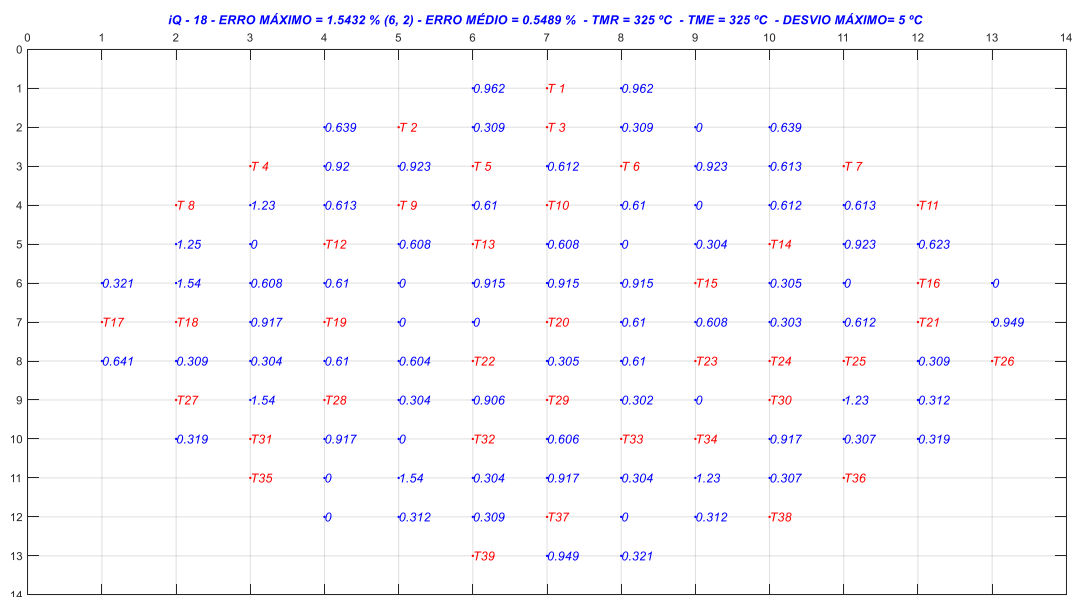 iQ - 18 - ERRO MÁXIMO = 1.5432 % (6, 2) - ERRO MÉDIO = 0.5489 % - TMR = 325 ºC - TME = 325 ºC - DESVIO MÁXIMO= 5 ºC
0 1 2 3 4 5 6 7 8 9 10 11 12 13 14
0
1 0.962 T 1 0.962
2 0.639 T 2 0.309 T 3 0.309 0 0.639
3 T 4 0.92 0.923 T 5 0.612 T 6 0.923 0.613 T 7
4 T 8 1.23 0.613 T 9 0.61 T10 0.61 0 0.612 0.613 T11
5 1.25 0 T12 0.608 T13 0.608 0 0.304 T14 0.923 0.623
6 0.321 1.54 0.608 0.61 0 0.915 0.915 0.915 T15 0.305 0 T16 0
7 T17 T18 0.917 T19 0 0 T20 0.61 0.608 0.303 0.612 T21 0.949
8 0.641 0.309 0.304 0.61 0.604 T22 0.305 0.61 T23 T24 T25 0.309 T26
9 T27 1.54 T28 0.304 0.906 T29 0.302 0 T30 1.23 0.312
10 0.319 T31 0.917 0 T32 0.606 T33 T34 0.917 0.307 0.319
11 T35 0 1.54 0.304 0.917 0.304 1.23 0.307 T36
12 0 0.312 0.309 T37 0 0.312 T38
13 T39 0.949 0.321
14